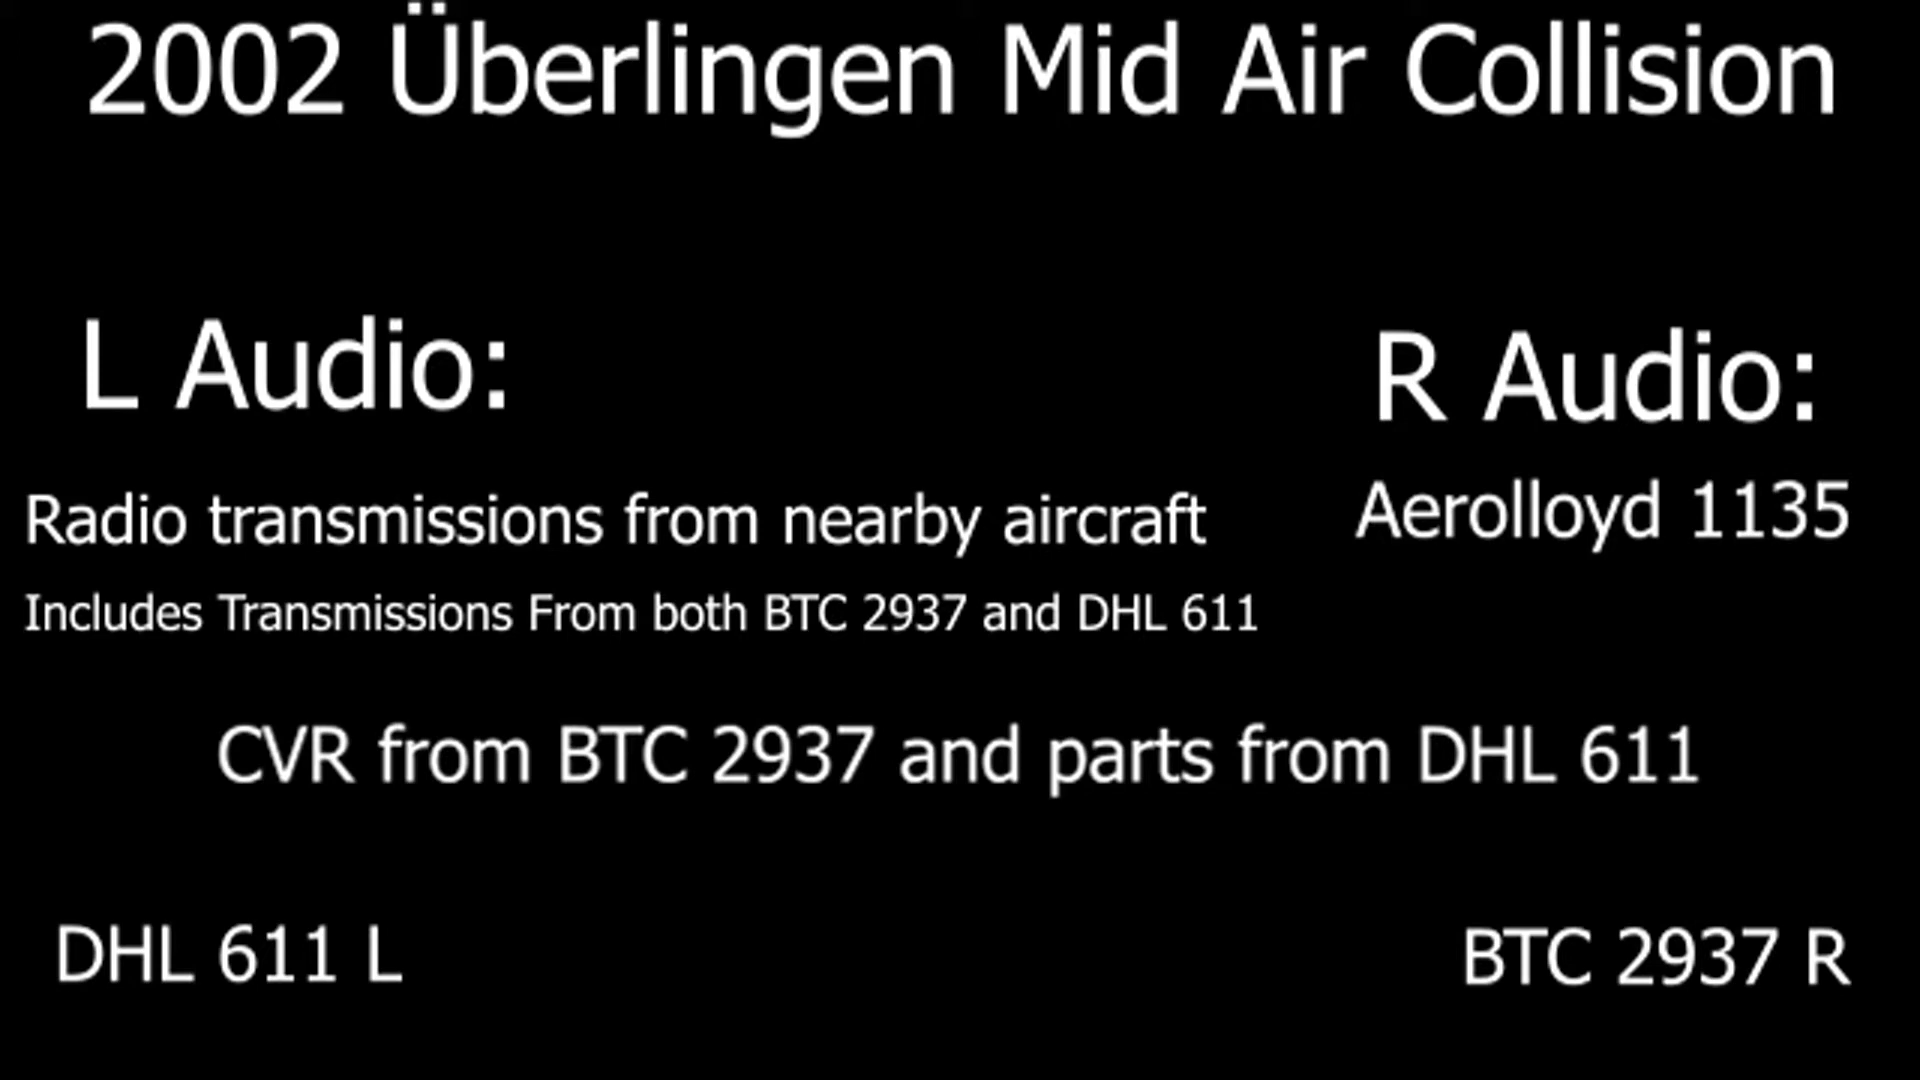 2002 Überlingen Mid Air Collision
L Audio:
R Audio:
Radio transmissions from nearby aircraft
Aerolloyd 1135
Includes Transmissions From both BTC 2937 and DHL 611
CVR from BTC 2937 and parts from DHL 611
DHL 611 L
BTC 2937 R